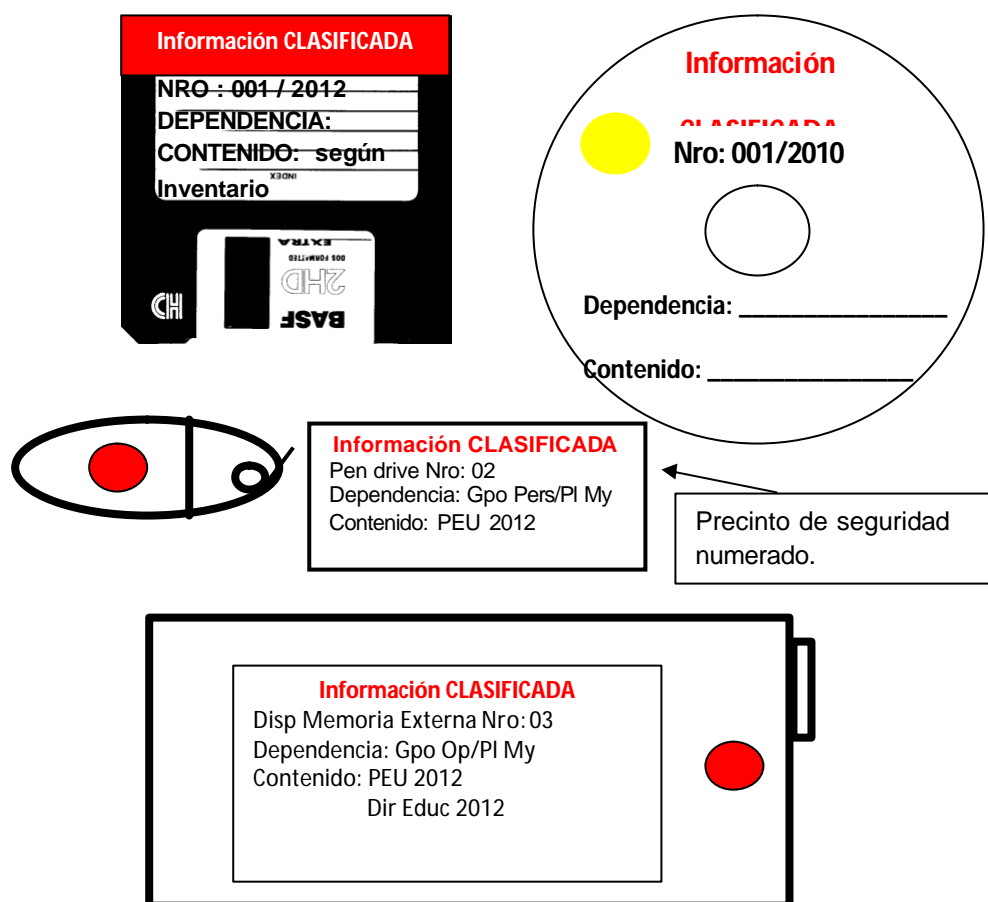 Información CLASIFICADA
NRO : 001 / 2012
DEPENDENCIA:
CONTENIDO: según
INDEX
Inventario
EXTRA
DOS FORMATTED
2HD
BASF
HD
Información
CLASIFICADA
Nro: 001/2010
Dependencia: ________________
Contenido: ________________
Información CLASIFICADA
Pen drive Nro: 02
Dependencia: Gpo Pers/Pl My
Contenido: PEU 2012
Precinto de seguridad
numerado.
Información CLASIFICADA
Disp Memoria Externa Nro: 03
Dependencia: Gpo Op/Pl My
Contenido: PEU 2012
Dir Educ 2012